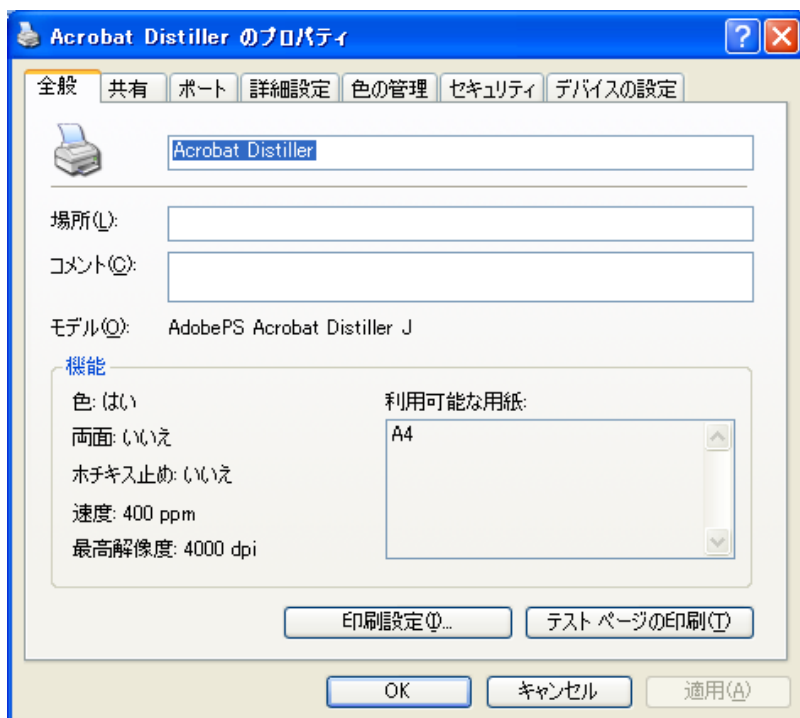 Acrobat Distiller のプロパティ
全般 共有 ポート 詳細設定 色の管理 セキュリティ デバイスの設定
Acrobat Distiller
場所(L):
コメント(C):
モデル(O): AdobePS Acrobat Distiller J
機能
色: はい
両面: いいえ
ホチキス止め: いいえ
速度: 400 ppm
最高解像度: 4000 dpi
利用可能な用紙:
A4
印刷設定(I)... テスト ページの印刷(T)
OK キャンセル 適用(A)